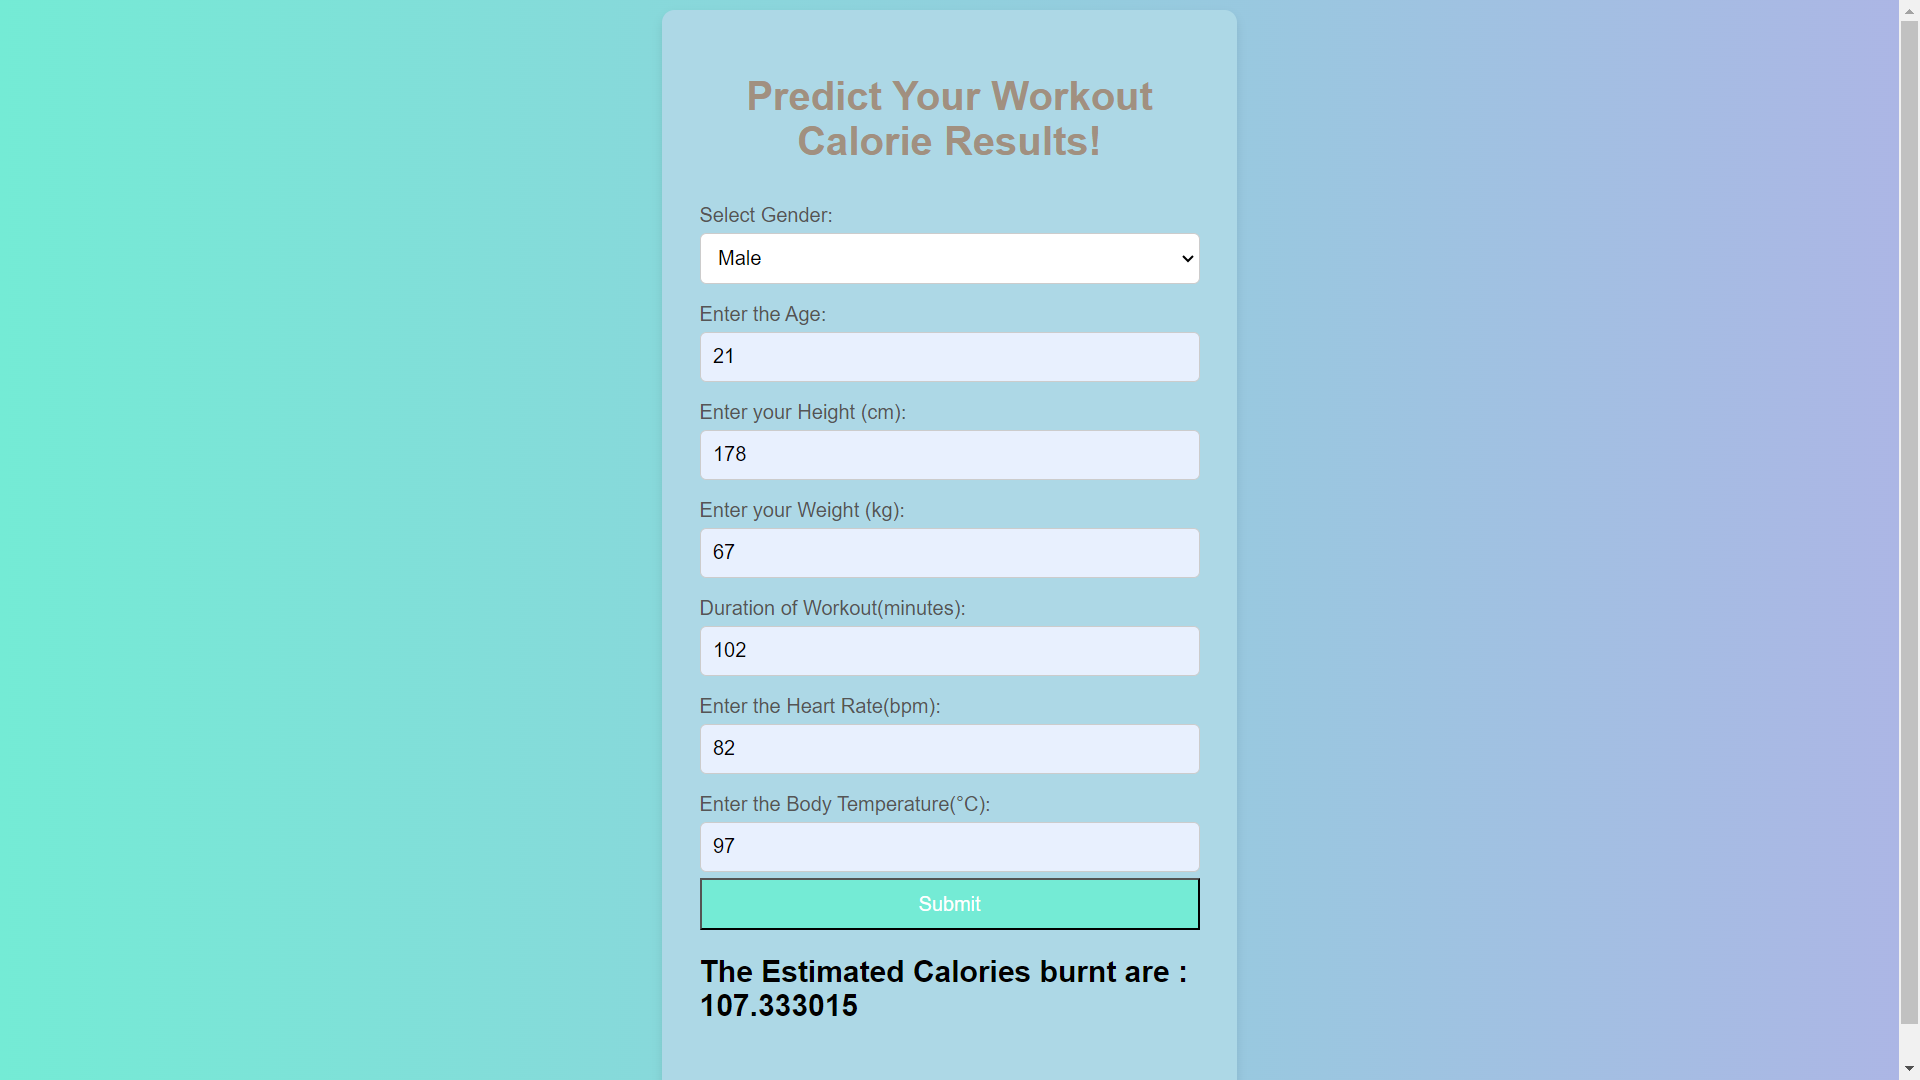 Predict Your Workout
Calorie Results!
Select Gender:
Male
Enter the Age:
21
Enter your Height (cm):
178
Enter your Weight (kg):
67
Duration of Workout(minutes):
102
Enter the Heart Rate(bpm):
82
Enter the Body Temperature(°C):
97
Submit
The Estimated Calories burnt are :
107.333015